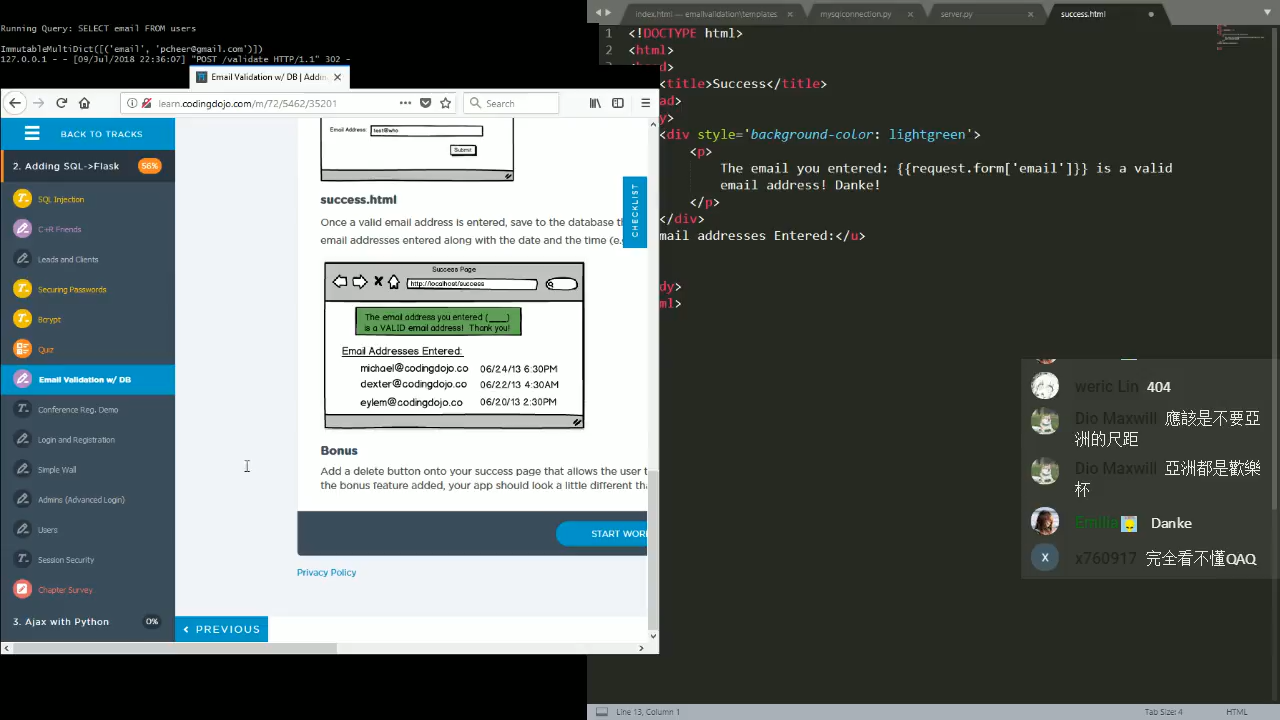 Running Query: SELECT email FROM users
ImmutableMultiDict([('email', 'pcheer@gmail.com')])
127.0.0.1 - - [09/Jul/2018 22:36:07] "POST /validate HTTP/1.1" 302 -
Email Validation w/ DB | Addin
learn.codingdojo.com/m/72/5462/35201
Search
BACK TO TRACKS
2. Adding SQL->Flask 56%
SQL Injection
C+R Friends
Leads and Clients
Securing Passwords
Bcrypt
Quiz
Email Validation w/ DB
Conference Reg. Demo
Login and Registration
Simple Wall
Admins (Advanced Login)
Users
Session Security
Chapter Survey
3. Ajax with Python 0%
Email Address: test@who
Submit
success.html
Once a valid email address is entered, save to the database th
email addresses entered along with the date and the time (e.
CHECKLIST
Success Page
http://localhost/success
The email address you entered (____)
is a VALID email address! Thank you!
Email Addresses Entered:
michael@codingdojo.co 06/24/13 6:30PM
dexter@codingdojo.co 06/22/13 4:30AM
eylem@codingdojo.co 06/20/13 2:30PM
Bonus
Add a delete button onto your success page that allows the user t
the bonus feature added, your app should look a little different tha
START WOR
Privacy Policy
PREVIOUS
index.html — emailvalidation\templates
mysqlconnection.py
server.py
success.html
1 <!DOCTYPE html>
2 <html>
<title>Success</title>
ad>
y>
<div style='background-color: lightgreen'>
<p>
The email you entered: {{request.form['email']}} is a valid
email address! Danke!
</p>
</div>
mail addresses Entered:</u>
dy>
ml>
weric Lin 404
Dio Maxwill 應該是不要亞
洲的尺距
Dio Maxwill 亞洲都是歡樂
杯
Emilia Danke
x760917 完全看不懂QAQ
Line 13, Column 1
Tab Size: 4
HTML